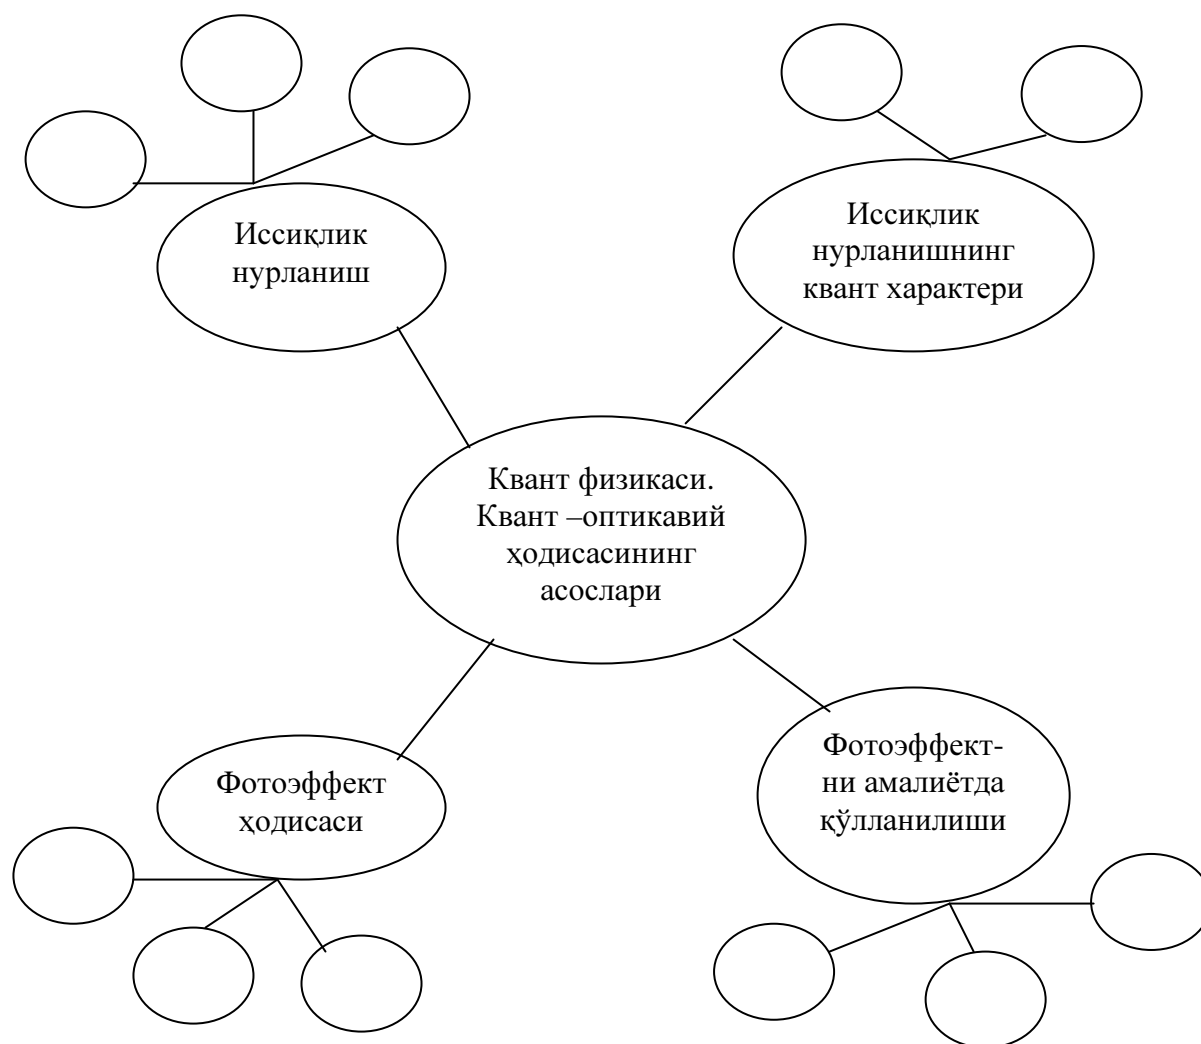 Иссиқлик
нурланиш
Иссиқлик
нурланишнинг
квант характери
Квант физикаси.
Квант –оптикавий
ҳодисасининг
асослари
Фотоэффект
ҳодисаси
Фотоэффект-
ни амалиётда
қўлланилиши